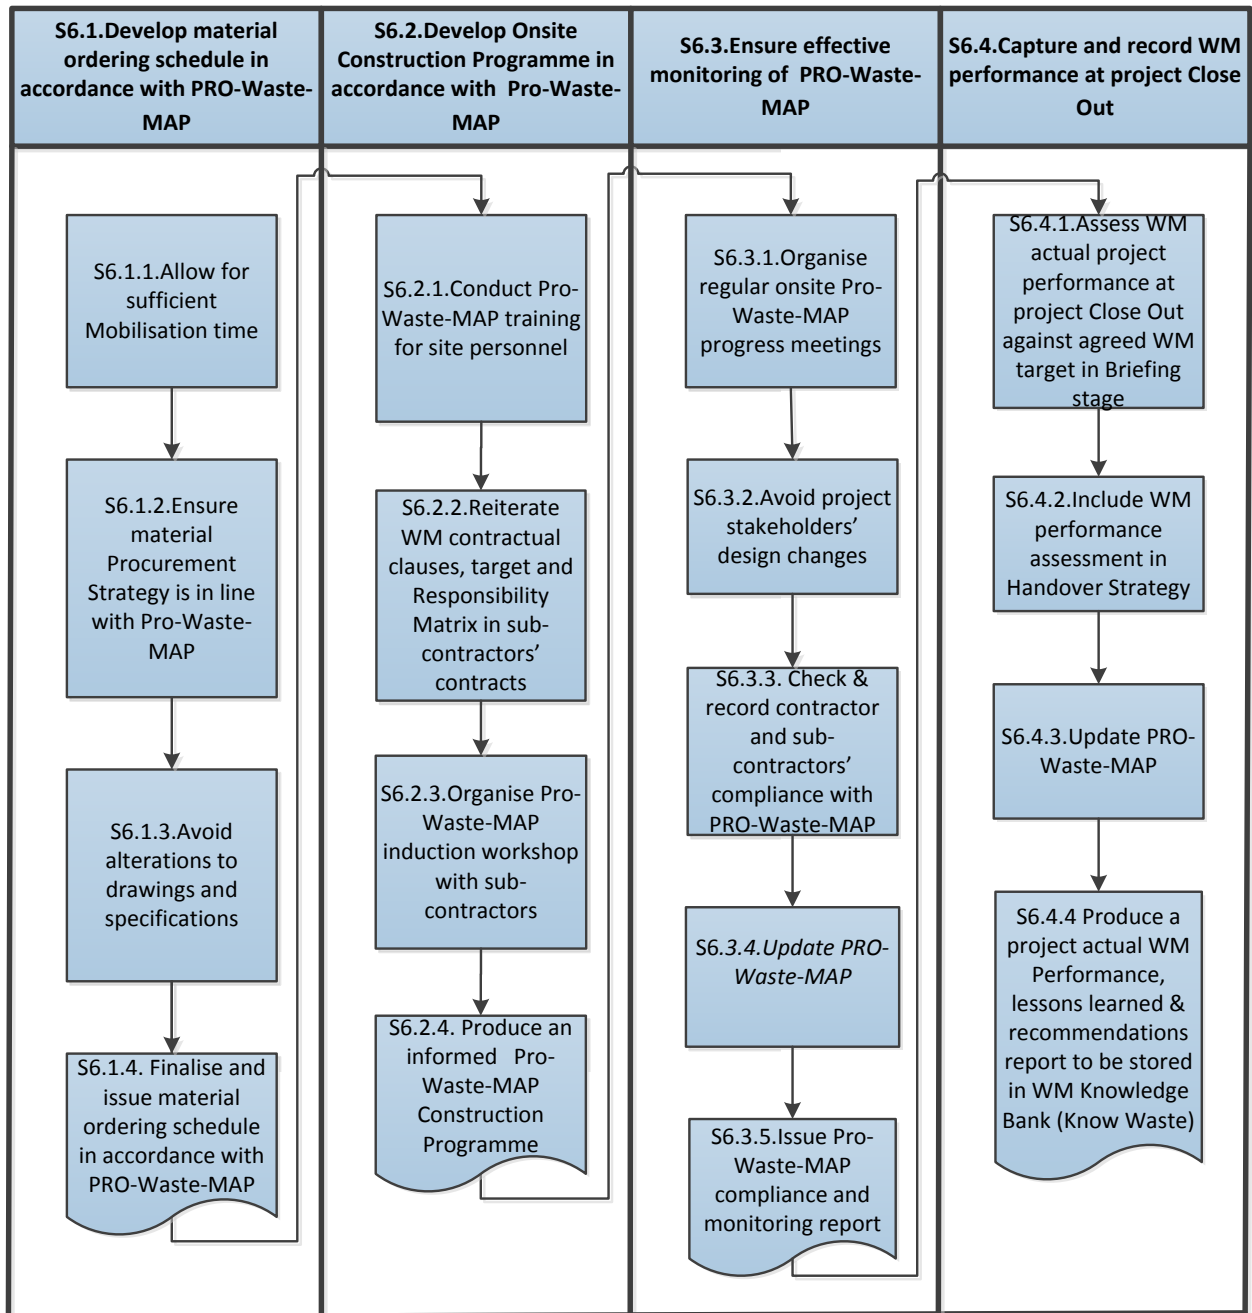 S6.1.Develop material
ordering schedule in
accordance with PRO-Waste-
MAP
S6.2.Develop Onsite
Construction Programme in
accordance with  Pro-Waste-
MAP
S6.3.Ensure effective
monitoring of  PRO-Waste-
MAP
S6.4.Capture and record WM
performance at project Close
Out
S6.1.1.Allow for
sufficient
Mobilisation time
S6.1.2.Ensure
material
Procurement
Strategy is in line
with Pro-Waste-
MAP
S6.1.3.Avoid
alterations to
drawings and
specifications
S6.1.4. Finalise and
issue material
ordering schedule
in accordance with
PRO-Waste-MAP
S6.2.1.Conduct Pro-
Waste-MAP training
for site personnel
S6.2.2.Reiterate
WM contractual
clauses, target and
Responsibility
Matrix in sub-
contractors’
contracts
S6.2.3.Organise Pro-
Waste-MAP
induction workshop
with sub-
contractors
S6.2.4. Produce an
informed   Pro-
Waste-MAP
Construction
Programme
S6.3.1.Organise
regular onsite Pro-
Waste-MAP
progress meetings
S6.3.2.Avoid project
stakeholders’
design changes
S6.3.3. Check &
record contractor
and sub-
contractors’
compliance with
PRO-Waste-MAP
S6.3.4.Update PRO-
Waste-MAP
S6.3.5.Issue Pro-
Waste-MAP
compliance and
monitoring report
S6.4.1.Assess WM
actual project
performance at
project Close Out
against agreed WM
target in Briefing
stage
S6.4.2.Include WM
performance
assessment in
Handover Strategy
S6.4.3.Update PRO-
Waste-MAP
S6.4.4 Produce a
project actual WM
Performance,
lessons learned &
recommendations
report to be stored
in WM Knowledge
Bank (Know Waste)